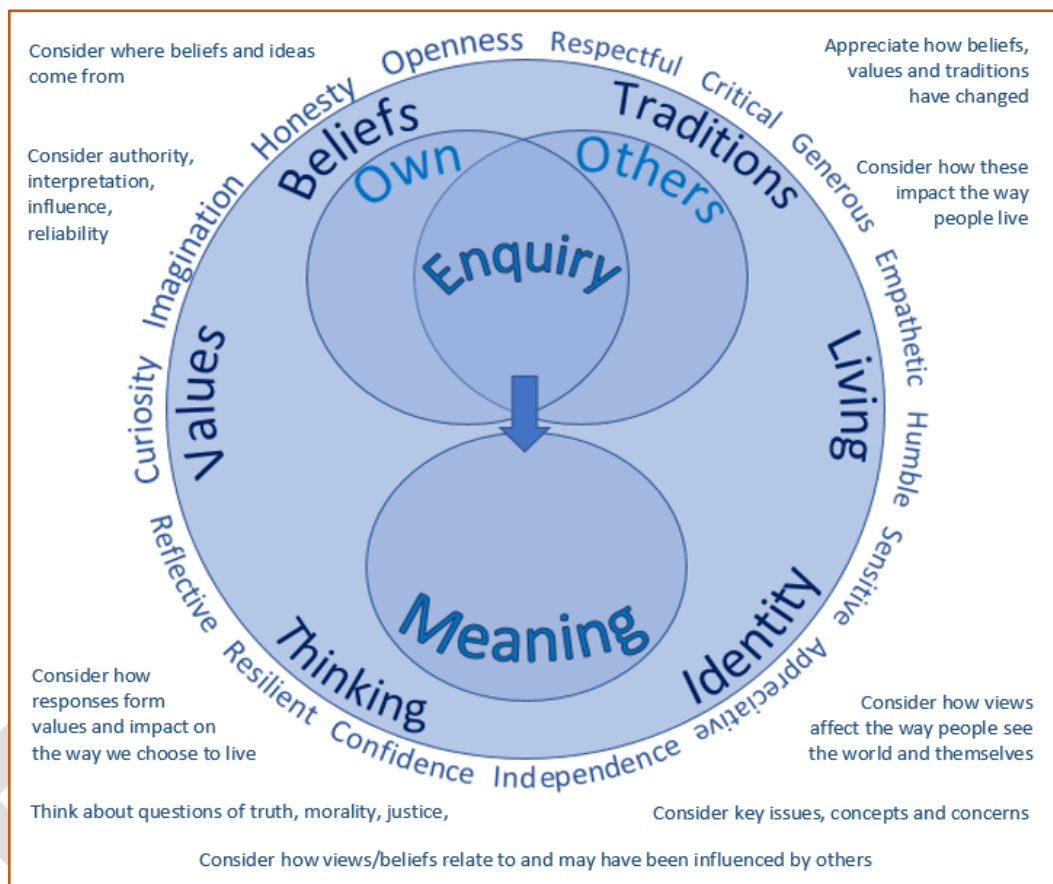 Consider where beliefs and ideas
come from
Appreciate how beliefs,
values and traditions
have changed
Consider authority,
interpretation,
influence,
reliability
Consider how these
impact the way
people live
Curiosity Imagination Honesty Openness Respectful Critical Generous Empathetic Humble Sensitive Appreciative
Reflective Resilient Confidence Independence
Beliefs
Traditions
Values
Living
Thinking
Identity
Own
Others
Enquiry
Meaning
Consider how
responses form
values and impact on
the way we choose to live
Consider how views
affect the way people see
the world and themselves
Think about questions of truth, morality, justice,
Consider key issues, concepts and concerns
Consider how views/beliefs relate to and may have been influenced by others